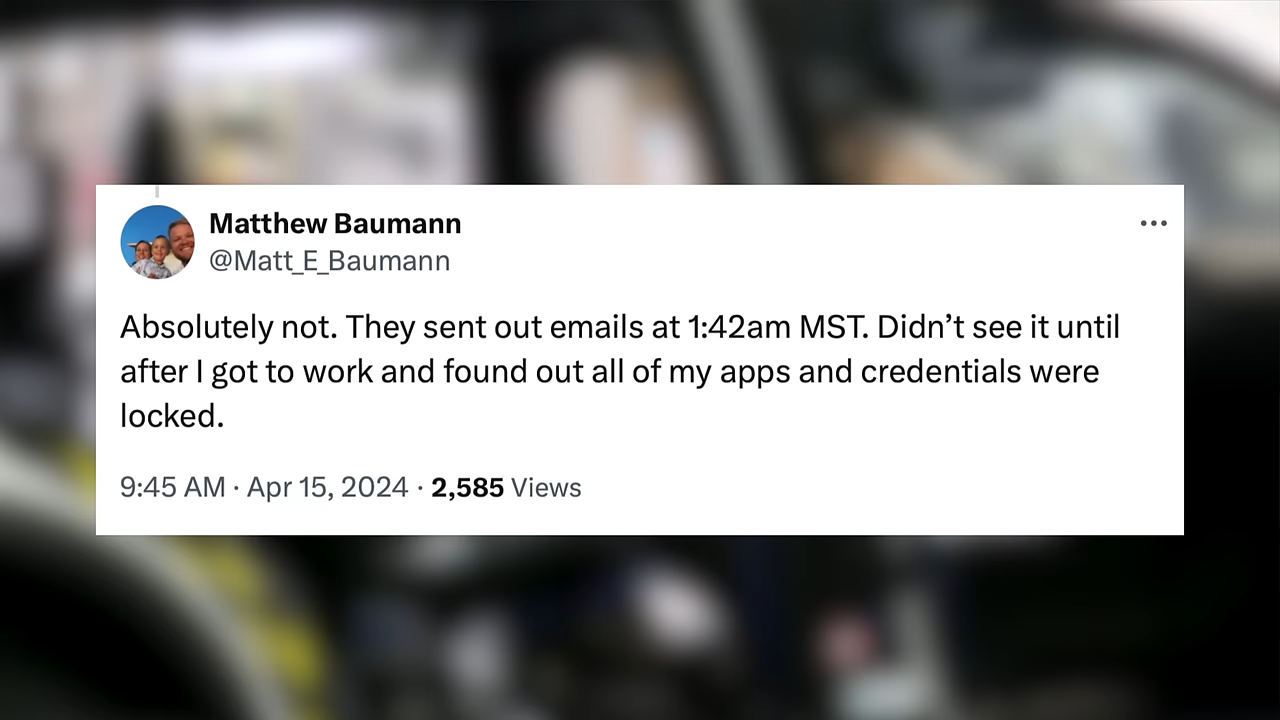 Matthew Baumann
@Matt_E_Baumann
Absolutely not. They sent out emails at 1:42am MST. Didn’t see it until
after I got to work and found out all of my apps and credentials were
locked.
9:45 AM · Apr 15, 2024 · 2,585 Views